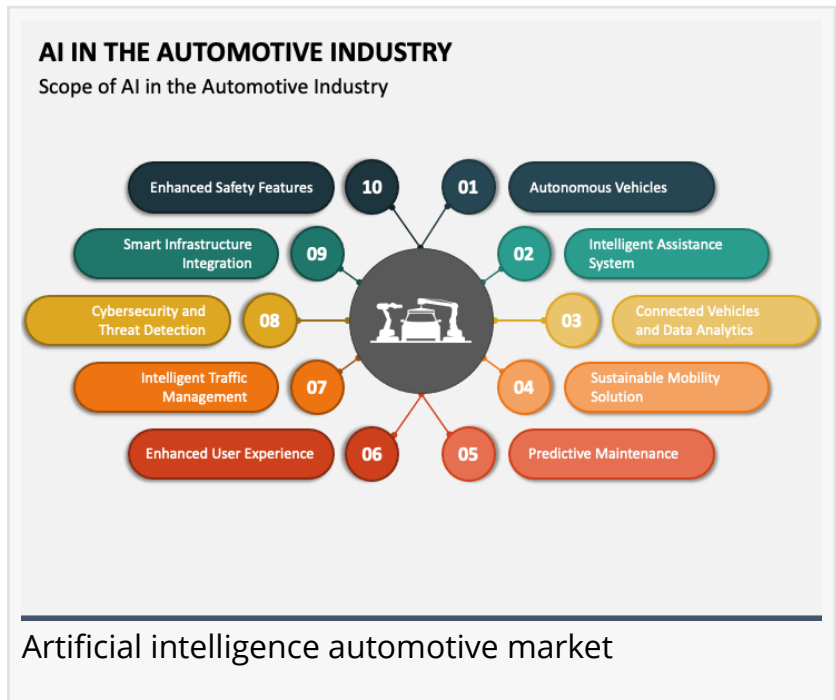 AI IN THE AUTOMOTIVE INDUSTRY
Scope of AI in the Automotive Industry
Enhanced Safety Features
10
01
Autonomous Vehicles
Smart Infrastructure
Integration
09
02
Intelligent Assistance
System
Cybersecurity and
Threat Detection
08
03
Connected Vehicles
and Data Analytics
Intelligent Traffic
Management
07
04
Sustainable Mobility
Solution
Enhanced User Experience
06
05
Predictive Maintenance
Artificial intelligence automotive market